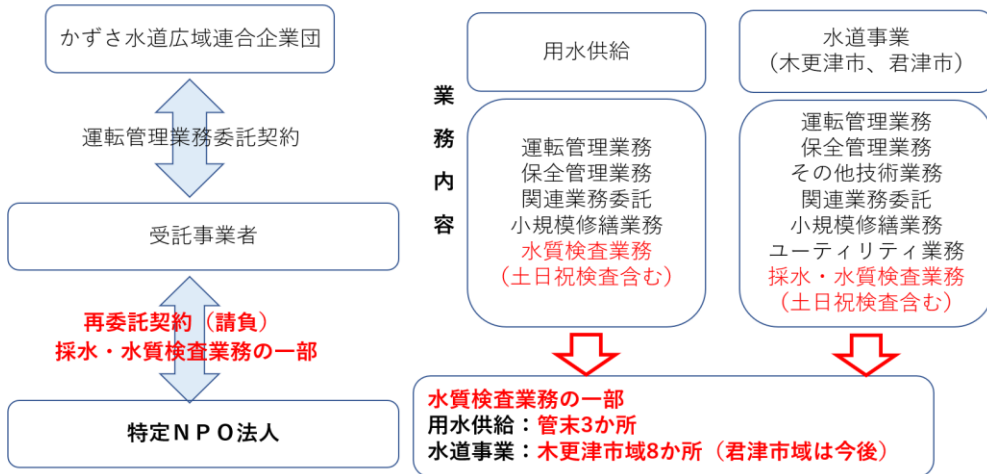 かずさ水道広域連合企業団
運転管理業務委託契約
受託事業者
再委託契約（請負）
採水・水質検査業務の一部
特定ＮＰＯ法人
業務内容
用水供給
運転管理業務
保全管理業務
関連業務委託
小規模修繕業務
水質検査業務
（土日祝検査含む）
水道事業
（木更津市、君津市）
運転管理業務
保全管理業務
その他技術業務
関連業務委託
小規模修繕業務
ユーティリティ業務
採水・水質検査業務
（土日祝検査含む）
水質検査業務の一部
用水供給：管末3か所
水道事業：木更津市域8か所（君津市域は今後）